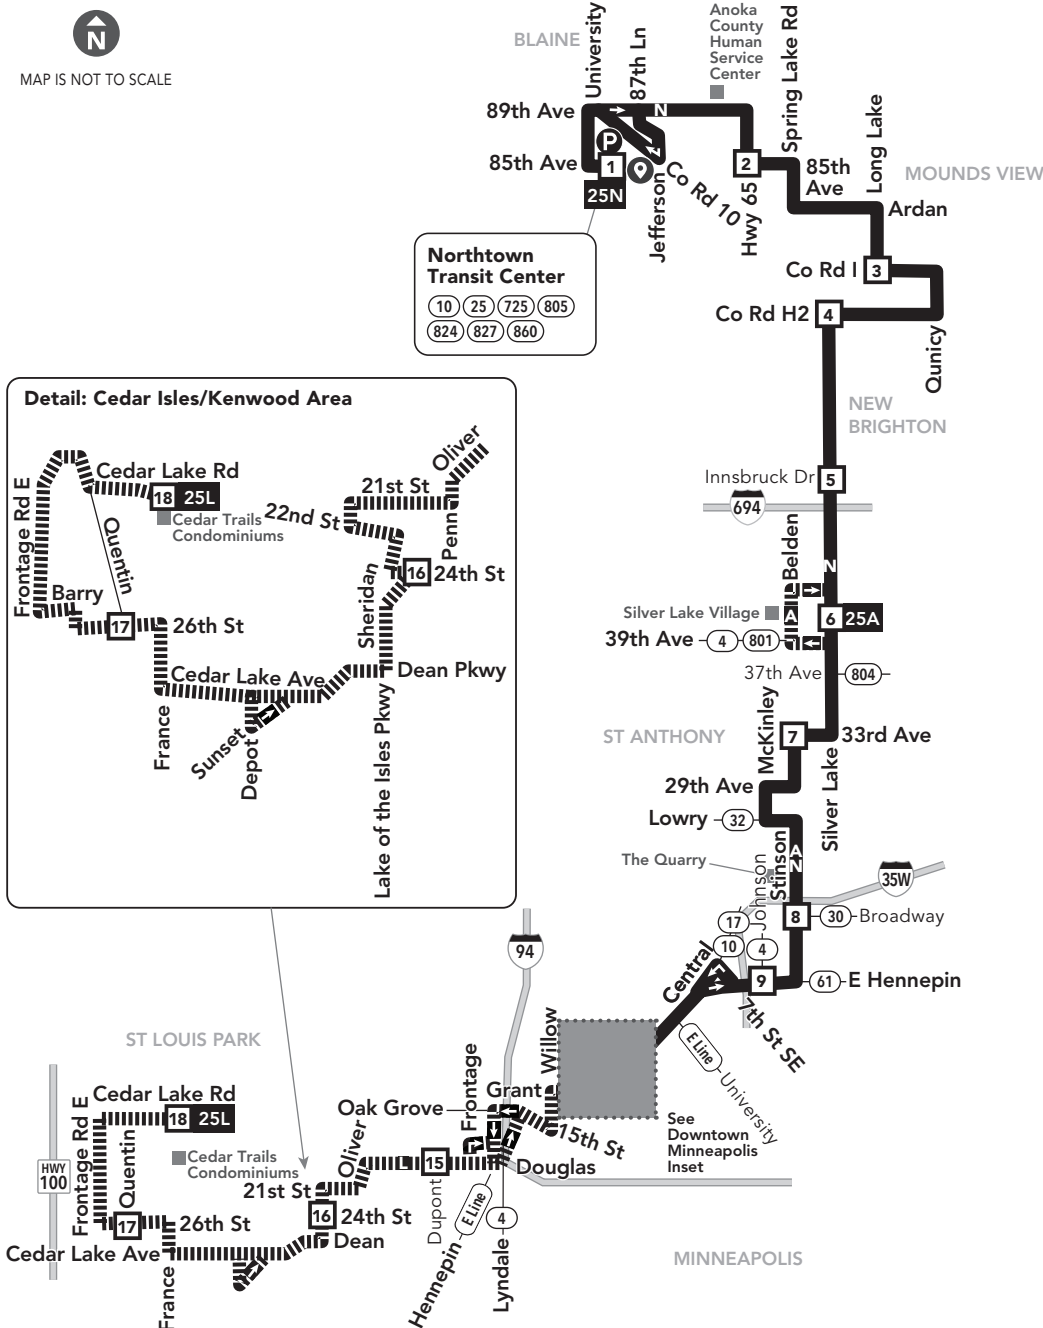 N
MAP IS NOT TO SCALE
BLAINE
University
87th Ln
Anoka
County
Human
Service
Center
Spring Lake Rd
Long Lake
MOUNDS VIEW
89th Ave
N
85th Ave
P
1
25N
Jefferson
Co Rd 10
2
Hwy 65
85th
Ave
Ardan
Northtown
Transit Center
10 25 725 805
824 827 860
Co Rd I
3
Co Rd H2
4
Qunicy
NEW
BRIGHTON
Innsbruck Dr
5
694
Belden
N
Silver Lake Village
A
6 25A
39th Ave 4 801
37th Ave
804
McKinley
ST ANTHONY
7
33rd Ave
29th Ave
Silver Lake
Lowry 32
The Quarry
Stinson
A
N
Johnson
35W
17
8
30 Broadway
10
4
Central
L
9
61 E Hennepin
7th St SE
E Line
University
Detail: Cedar Isles/Kenwood Area
Oliver
Cedar Lake Rd
18 25L
Cedar Trails
Condominiums
Frontage Rd E
Quentin
21st St
22nd St
Penn
Sheridan
16 24th St
Barry
17
26th St
Cedar Lake Ave
Dean Pkwy
France
Sunset
Depot
Lake of the Isles Pkwy
94
ST LOUIS PARK
Willow
Frontage
Grant
Oak Grove
15th St
See
Downtown
Minneapolis
Inset
Cedar Lake Rd
18 25L
Frontage Rd E
Quentin
Cedar Trails
Condominiums
HWY
100
Oliver
L
15
Douglas
21st St
Dupont
E Line
4
16 24th St
17
26th St
Dean
Cedar Lake Ave
France
Hennepin
Lyndale
MINNEAPOLIS